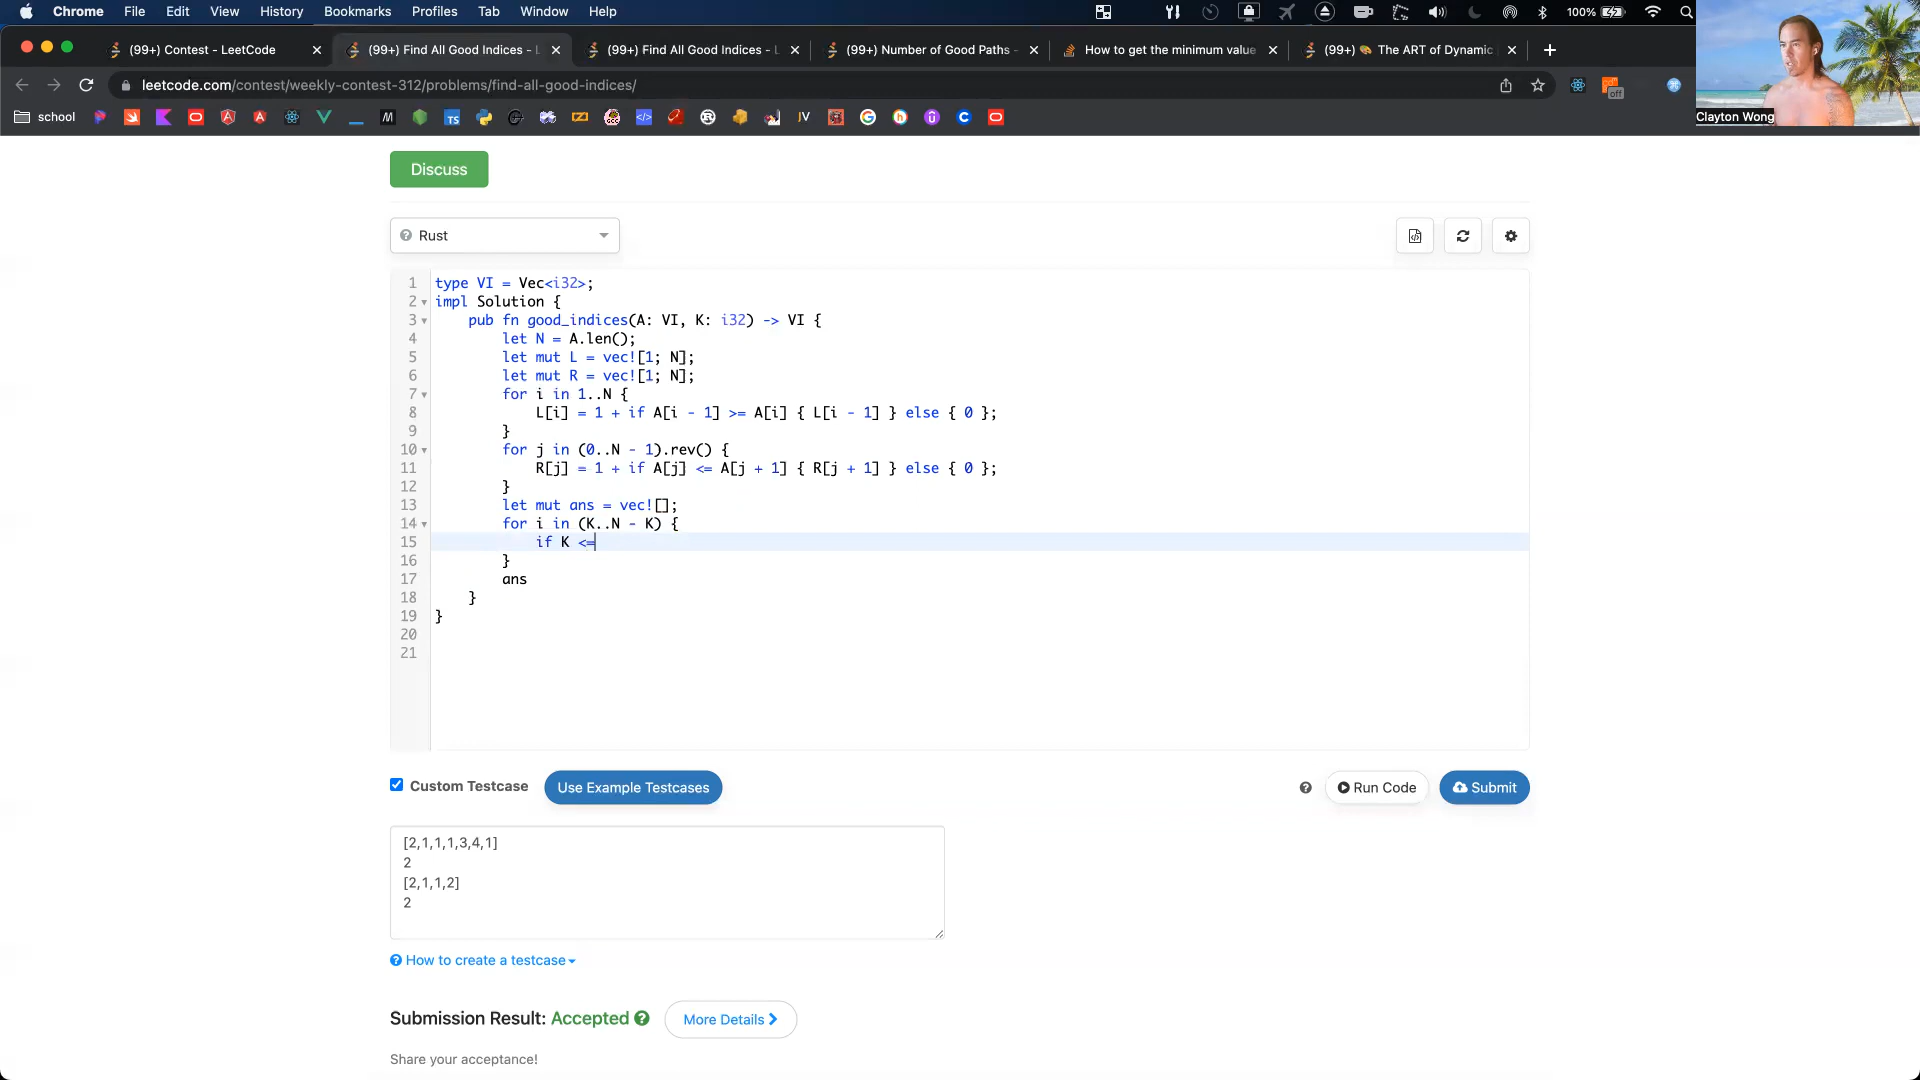 Chrome File Edit View History Bookmarks Profiles Tab Window Help 100%
(99+) Contest - LeetCode (99+) Find All Good Indices - L (99+) Find All Good Indices - L (99+) Number of Good Paths - How to get the minimum value (99+) 🎨 The ART of Dynamic
leetcode.com/contest/weekly-contest-312/problems/find-all-good-indices/
off
school M TS JV
Clayton Wong
Discuss
Rust
1 type VI = Vec<i32>;
2 impl Solution {
3 pub fn good_indices(A: VI, K: i32) -> VI {
4 let N = A.len();
5 let mut L = vec![1; N];
6 let mut R = vec![1; N];
7 for i in 1..N {
8 L[i] = 1 + if A[i - 1] >= A[i] { L[i - 1] } else { 0 };
9 }
10 for j in (0..N - 1).rev() {
11 R[j] = 1 + if A[j] <= A[j + 1] { R[j + 1] } else { 0 };
12 }
13 let mut ans = vec![];
14 for i in (K..N - K) {
15 if K <=
16 }
17 ans
18 }
19 }
20
21
Custom Testcase Use Example Testcases Run Code Submit
[2,1,1,1,3,4,1]
2
[2,1,1,2]
2
How to create a testcase
Submission Result: Accepted More Details
Share your acceptance!